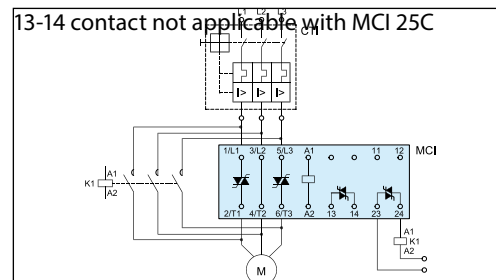 13-14 contact not applicable with MCI 25C
L1 L2 L3
CTI
I> I> I>
1/L1 3/L2 5/L3 A1 11 12 MCI
A1
K1
A2
2/T1 4/T2 6/T3 A2 13 14 23 24
A1
K1
A2
M